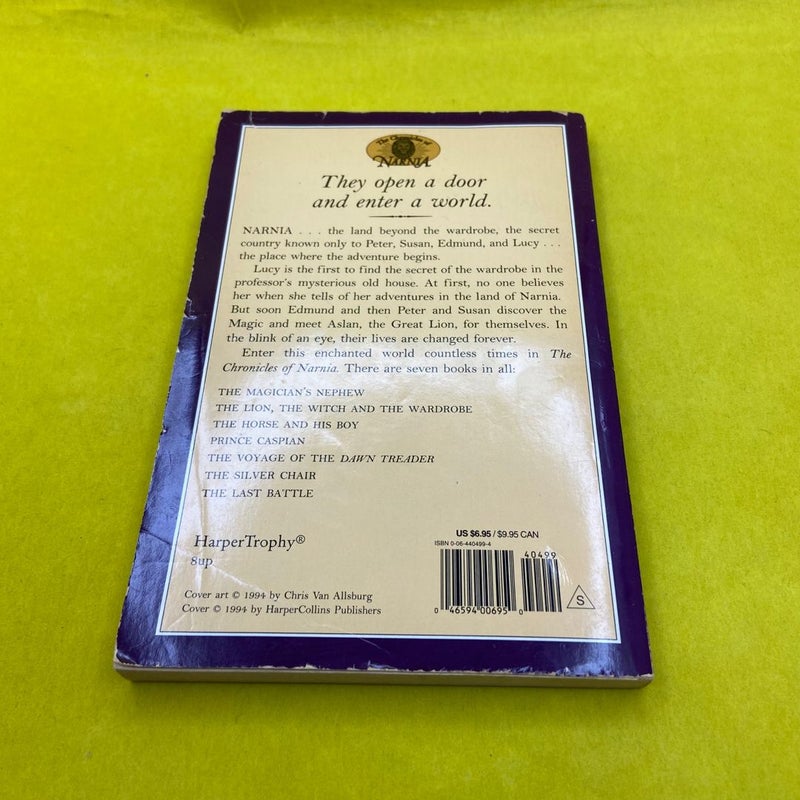 The Chronicles of
NARNIA
They open a door
and enter a world.
NARNIA . . . the land beyond the wardrobe, the secret
country known only to Peter, Susan, Edmund, and Lucy . . .
the place where the adventure begins.
Lucy is the first to find the secret of the wardrobe in the
professor's mysterious old house. At first, no one believes
her when she tells of her adventures in the land of Narnia.
But soon Edmund and then Peter and Susan discover the
Magic and meet Aslan, the Great Lion, for themselves. In
the blink of an eye, their lives are changed forever.
Enter this enchanted world countless times in The
Chronicles of Narnia. There are seven books in all:
THE MAGICIAN'S NEPHEW
THE LION, THE WITCH AND THE WARDROBE
THE HORSE AND HIS BOY
PRINCE CASPIAN
THE VOYAGE OF THE DAWN TREADER
THE SILVER CHAIR
THE LAST BATTLE
HarperTrophy®
8up
Cover art © 1994 by Chris Van Allsburg
Cover © 1994 by HarperCollins Publishers
US $6.95 / $9.95 CAN
ISBN 0-06-440499-4
40499
0 46594 00695 0
S